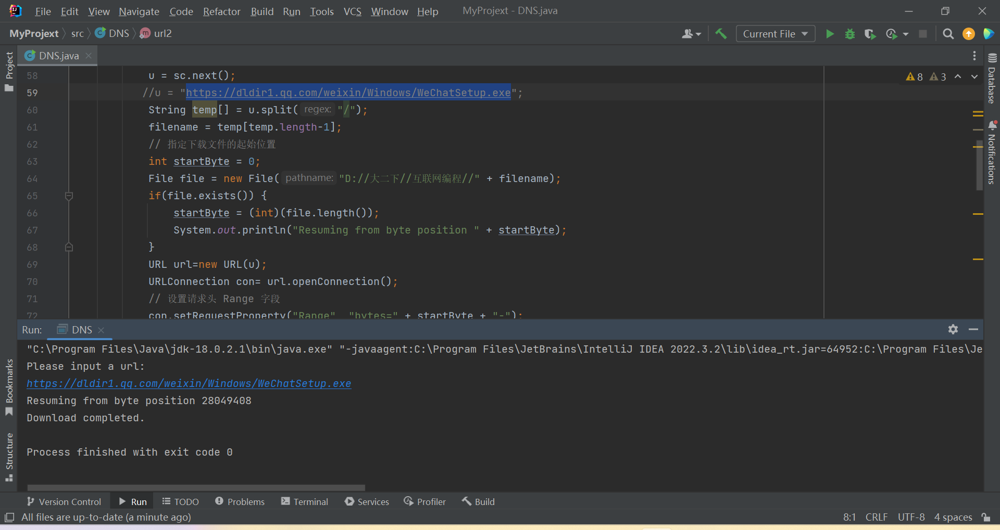 File Edit View Navigate Code Refactor Build Run Tools VCS Window Help MyProjext - DNS.java
MyProjext src DNS url2 Current File
DNS.java
Project
58 u = sc.next();
59 //u = "https://dldir1.qq.com/weixin/Windows/WeChatSetup.exe";
60 String temp[] = u.split( regex: "/");
61 filename = temp[temp.length-1];
62 // 指定下载文件的起始位置
63 int startByte = 0;
64 File file = new File( pathname: "D://大二下//互联网编程//" + filename);
65 if(file.exists()) {
66 startByte = (int)(file.length());
67 System.out.println("Resuming from byte position " + startByte);
68 }
69 URL url=new URL(u);
70 URLConnection con= url.openConnection();
71 // 设置请求头 Range 字段
72 con.setRequestProperty("Range" "bytes=" + startByte + "-");
8 3
Database
Notifications
Run: DNS
"C:\Program Files\Java\jdk-18.0.2.1\bin\java.exe" "-javaagent:C:\Program Files\JetBrains\IntelliJ IDEA 2022.3.2\lib\idea_rt.jar=64952:C:\Program Files\Je
Please input a url:
https://dldir1.qq.com/weixin/Windows/WeChatSetup.exe
Resuming from byte position 28049408
Download completed.
Process finished with exit code 0
Bookmarks
Structure
Version Control Run TODO Problems Terminal Services Profiler Build
All files are up-to-date (a minute ago) 8:1 CRLF UTF-8 4 spaces